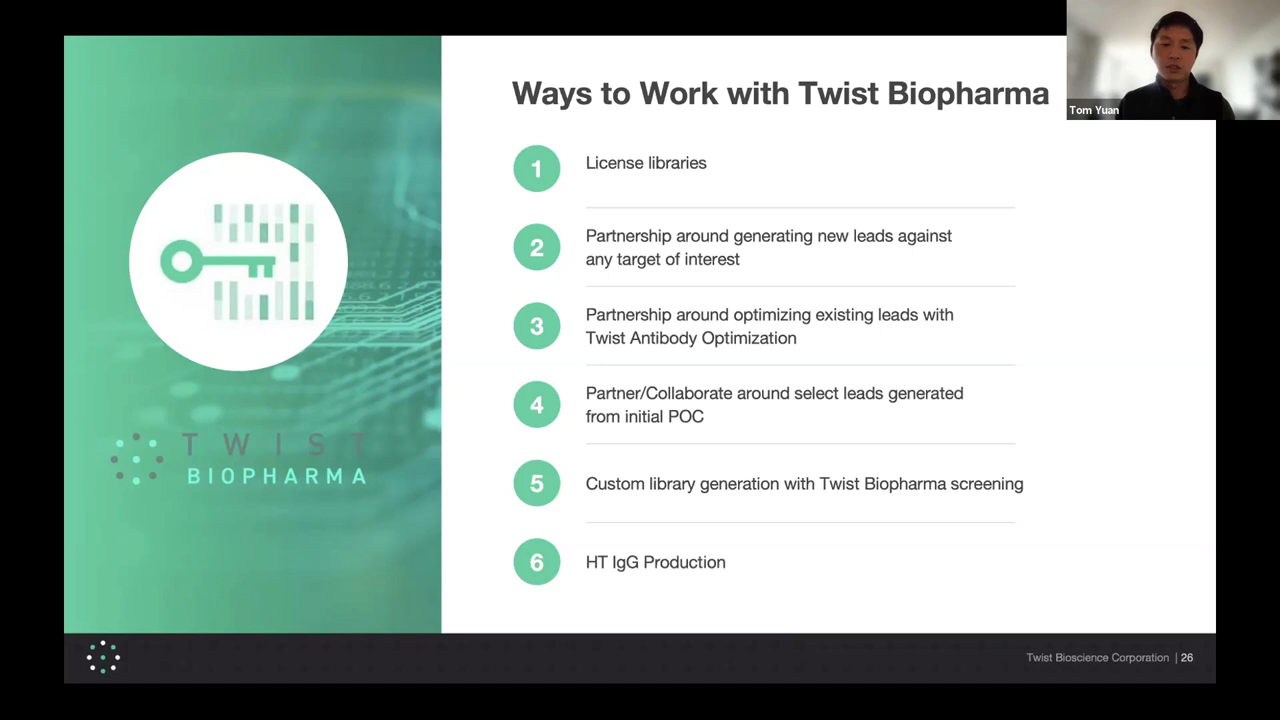 Ways to Work with Twist Biopharma
Tom Yuan
1
License libraries
2
Partnership around generating new leads against
any target of interest
3
Partnership around optimizing existing leads with
Twist Antibody Optimization
4
Partner/Collaborate around select leads generated
from initial POC
5
Custom library generation with Twist Biopharma screening
6
HT IgG Production
TWIST
BIOPHARMA
Twist Bioscience Corporation | 26